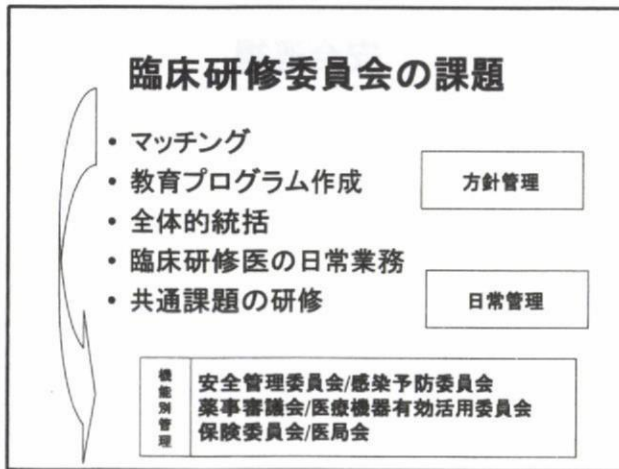 臨床研修委員会の課題
• マッチング
• 教育プログラム作成
方針管理
• 全体的統括
• 臨床研修医の日常業務
• 共通課題の研修
日常管理
機能別管理
安全管理委員会/感染予防委員会
薬事審議会/医療機器有効活用委員会
保険委員会/医局会